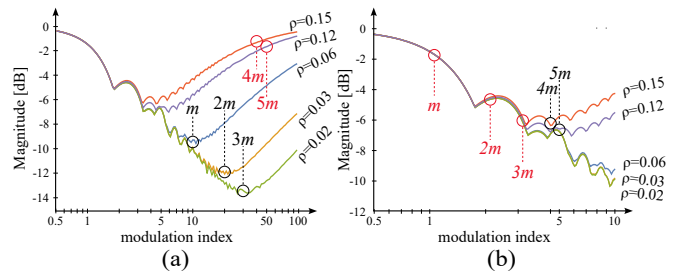 0
-2
-4
-6
-8
-10
-12
-14
Magnitude [dB]
0.5
1
5
10
50
100
modulation index
ρ=0.15
ρ=0.12
ρ=0.06
ρ=0.03
ρ=0.02
m
2m
3m
4m
5m
(a)
0
-2
-4
-6
-8
-10
-12
Magnitude [dB]
0.5
1
5
10
modulation index
ρ=0.15
ρ=0.12
ρ=0.06
ρ=0.03
ρ=0.02
m
2m
3m
4m
5m
(b)